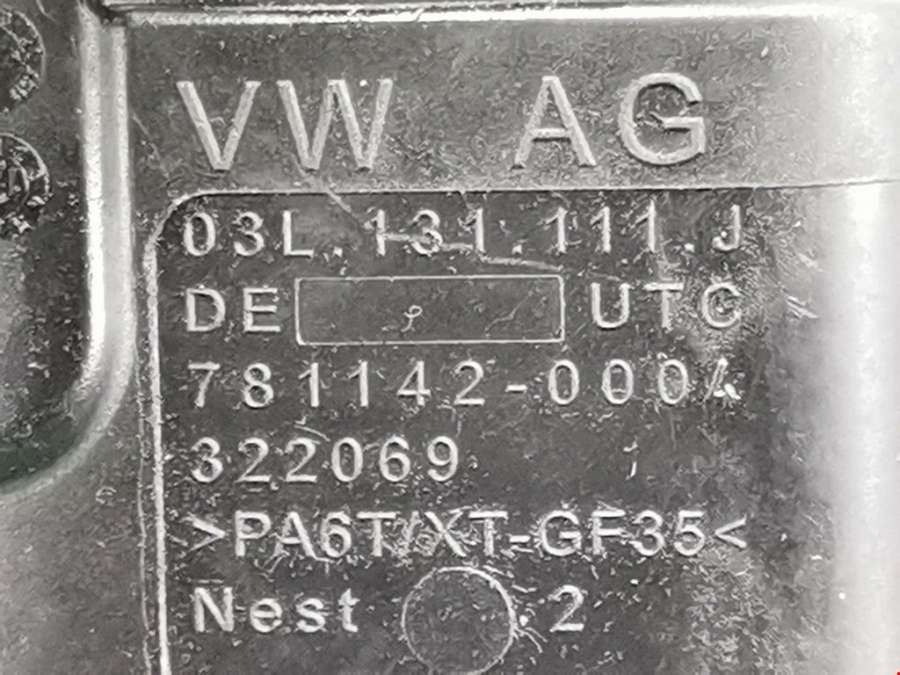 VW AG
03L.131.111.J
DE UTC
781142-000
322069
>PA6T/XT-GF35<
Nest 2